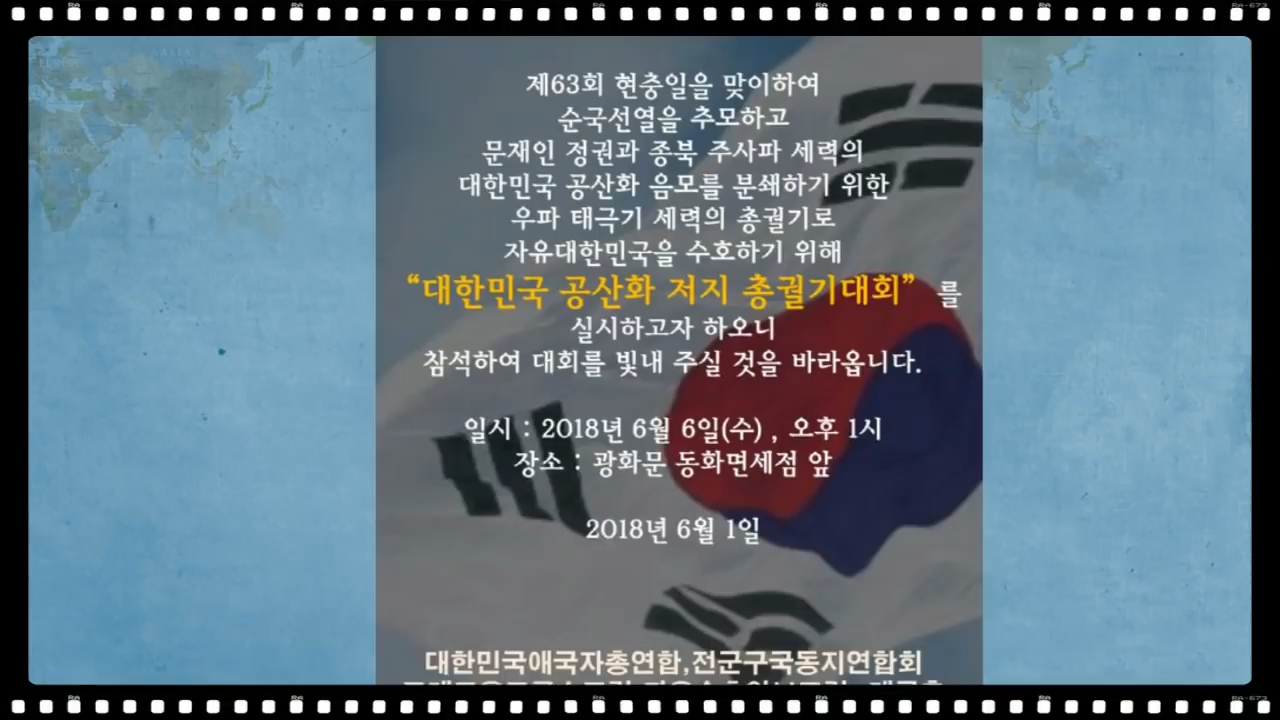 제63회 현충일을 맞이하여
순국선열을 추모하고
문재인 정권과 종북 주사파 세력의
대한민국 공산화 음모를 분쇄하기 위한
우파 태극기 세력의 총궐기로
자유대한민국을 수호하기 위해
“대한민국 공산화 저지 총궐기대회” 를
실시하고자 하오니
참석하여 대회를 빛내 주실 것을 바라옵니다.
일시 : 2018년 6월 6일(수) , 오후 1시
장소 : 광화문 동화면세점 앞
2018년 6월 1일
대한민국애국자총연합,전군구국동지연합회